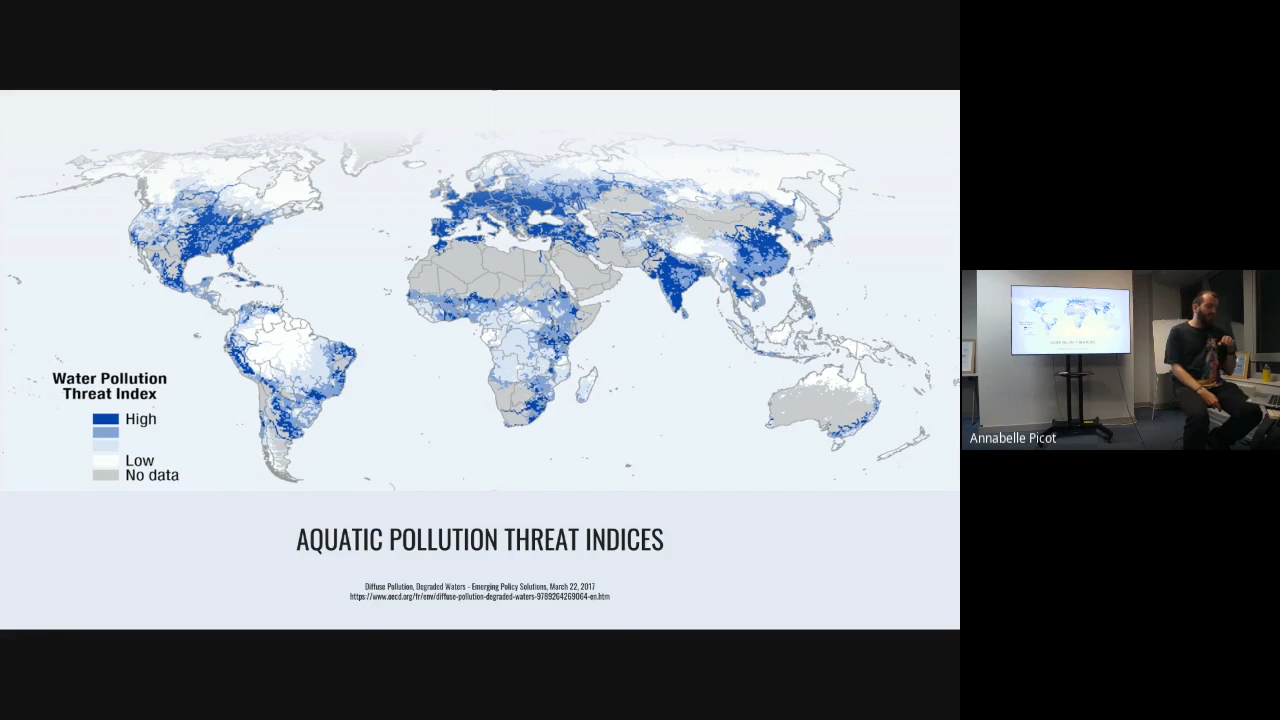 Water Pollution
Threat Index
High
Low
No data
AQUATIC POLLUTION THREAT INDICES
Diffuse Pollution, Degraded Waters - Emerging Policy Solutions, March 22, 2017
https://www.oecd.org/fr/env/diffuse-pollution-degraded-waters-9789264269064-en.htm
Annabelle Picot